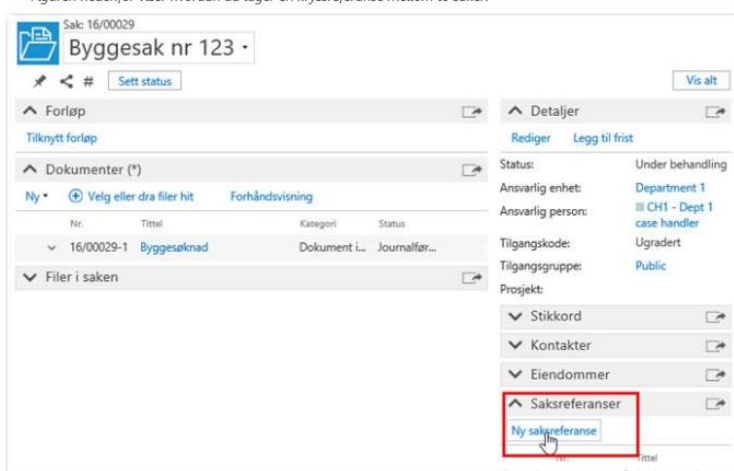 Sak: 16/00029
Byggesak nr 123
# Sett status
Vis alt
Forløp
Tilknytt forløp
Dokumenter (*)
Ny Velg eller dra filer hit Forhåndsvisning
Nr. Tittel Kategori Status
16/00029-1 Byggesøknad Dokument i... Journalfør...
Filer i saken
Detaljer
Rediger Legg til frist
Status: Under behandling
Ansvarlig enhet: Department 1
Ansvarlig person: CH1 - Dept 1
case handler
Tilgangskode: Ugradert
Tilgangsgruppe: Public
Prosjekt:
Stikkord
Kontakter
Eiendommer
Saksreferanser
Ny saksreferanse
Nr. Tittel